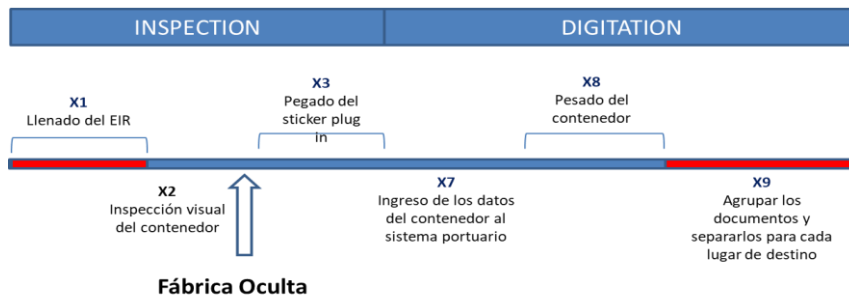 INSPECTION
DIGITATION
X1
Llenado del EIR
X3
Pegado del
sticker plug
in
X8
Pesado del
contenedor
X2
Inspección visual
del contenedor
X7
Ingreso de los datos
del contenedor al
sistema portuario
X9
Agrupar los
documentos y
separarlos para cada
lugar de destino
Fábrica Oculta